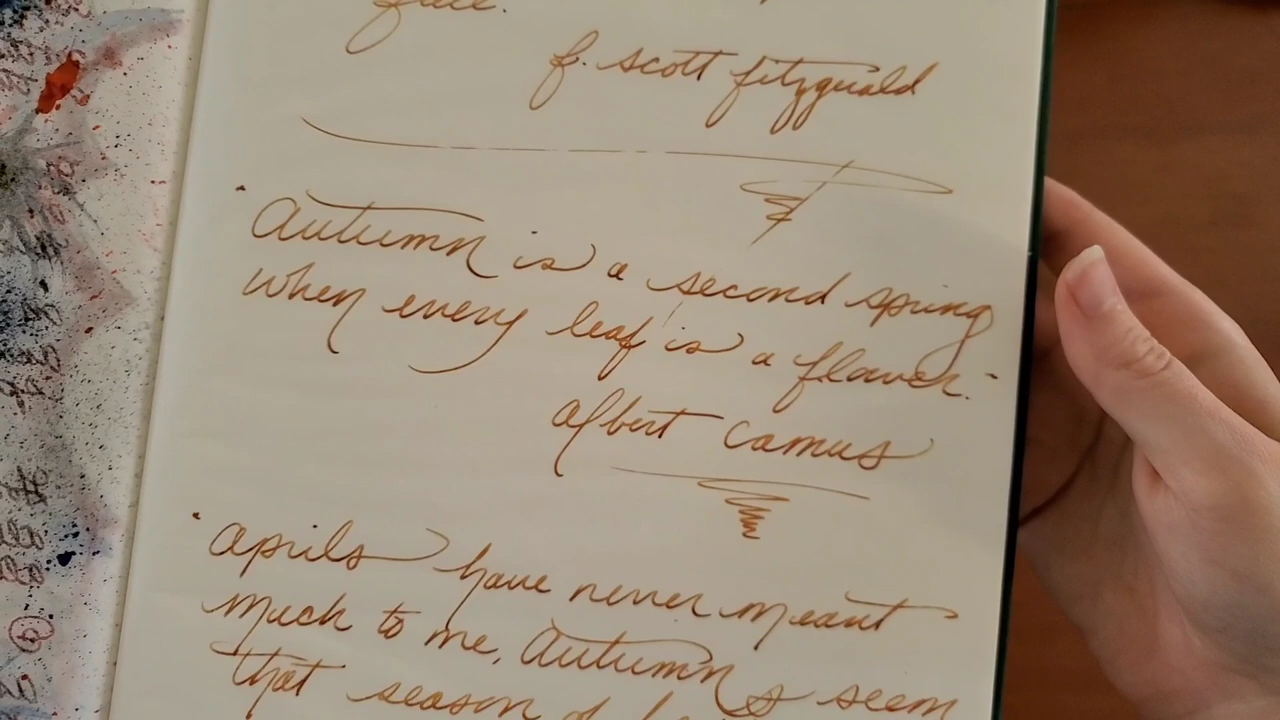 fall.
f. scott fitzgerald
"Autumn is a second spring
when every leaf is a flower."
albert camus
"aprils have never meant
much to me, Autumns seem
that season of